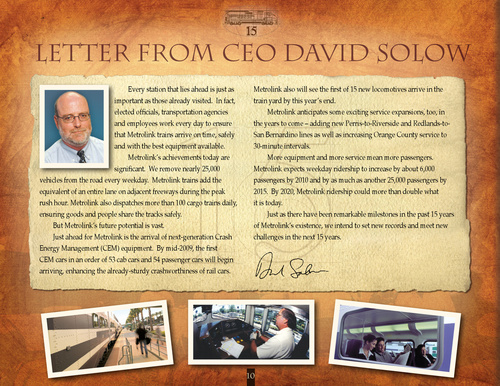 15
LETTER FROM CEO DAVID SOLOW
Every station that lies ahead is just as
important as those already visited. In fact,
elected officials, transportation agencies
and employees work every day to ensure
that Metrolink trains arrive on time, safely
and with the best equipment available.
Metrolink's achievements today are
significant. We remove nearly 25,000
vehicles from the road every weekday. Metrolink trains add the
equivalent of an entire lane on adjacent freeways during the peak
rush hour. Metrolink also dispatches more than 100 cargo trains daily,
ensuring goods and people share the tracks safely.
But Metrolink's future potential is vast.
Just ahead for Metrolink is the arrival of next-generation Crash
Energy Management (CEM) equipment. By mid-2009, the first
CEM cars in an order of 53 cab cars and 54 passenger cars will begin
arriving, enhancing the already-sturdy crashworthiness of rail cars.
Metrolink also will see the first of 15 new locomotives arrive in the
train yard by this year's end.
Metrolink anticipates some exciting service expansions, too, in
the years to come – adding new Perris-to-Riverside and Redlands-to-
San Bernardino lines as well as increasing Orange County service to
30-minute intervals.
More equipment and more service mean more passengers.
Metrolink expects weekday ridership to increase by about 6,000
passengers by 2010 and by as much as another 25,000 passengers by
2015. By 2020, Metrolink ridership could more than double what
it is today.
Just as there have been remarkable milestones in the past 15 years
of Metrolink's existence, we intend to set new records and meet new
challenges in the next 15 years.
David Solow
10